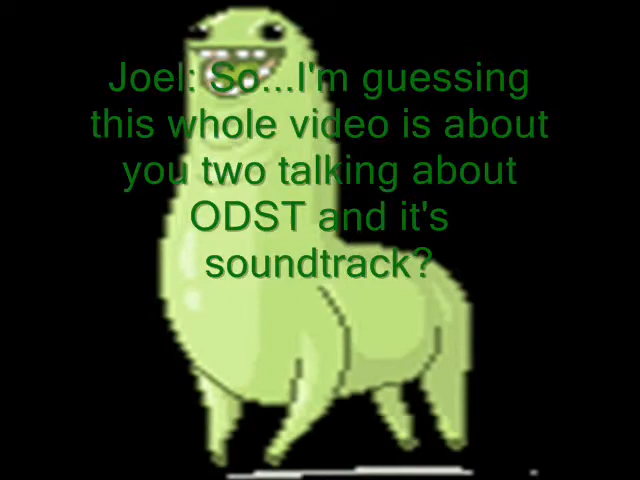 Joel: So...I'm guessing
this whole video is about
you two talking about
ODST and it's
soundtrack?